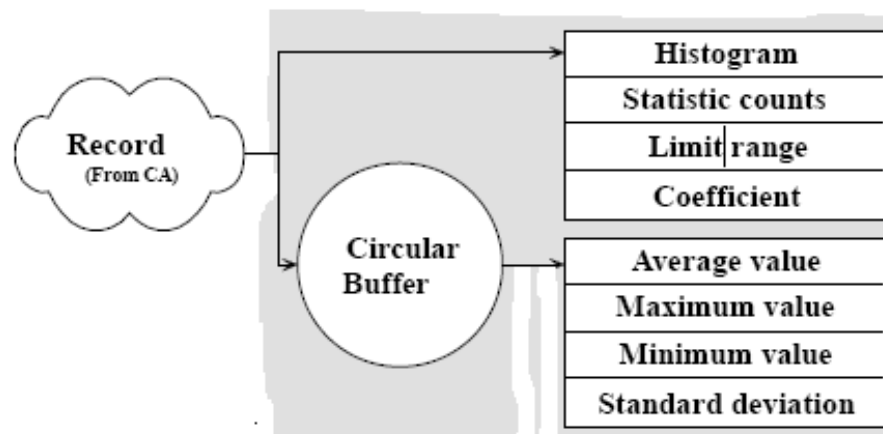 Record
(From CA)
Circular
Buffer
Histogram
Statistic counts
Limit range
Coefficient
Average value
Maximum value
Minimum value
Standard deviation